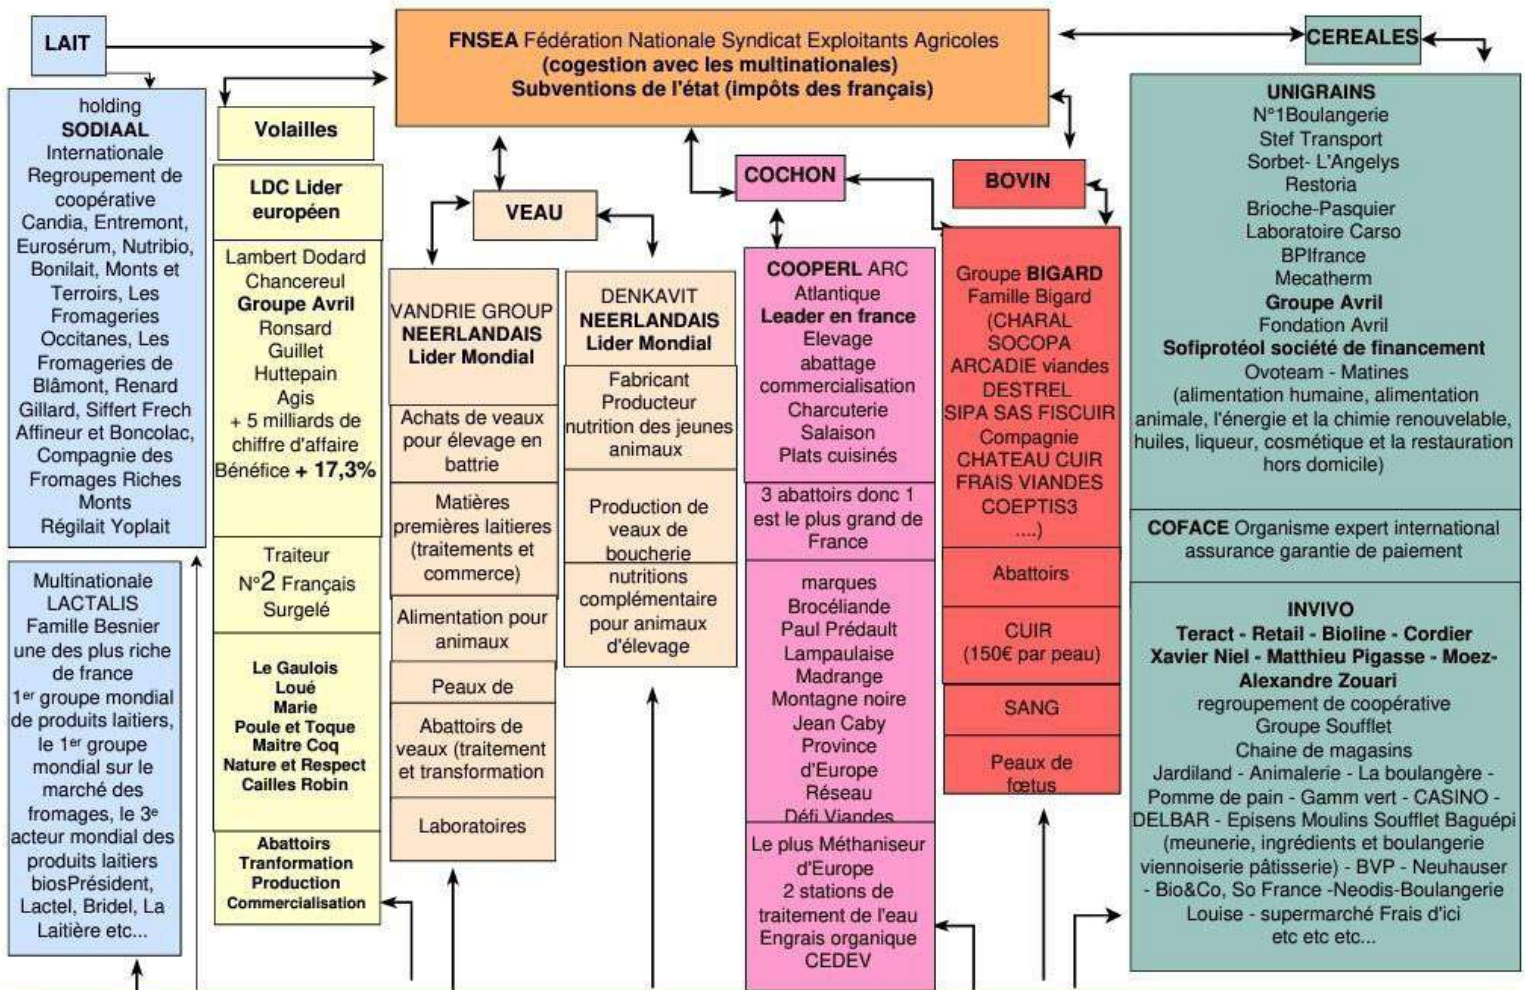 LAIT
FNSEA Fédération Nationale Syndicat Exploitants Agricoles
(cogestion avec les multinationales)
Subventions de l'état (impôts des français)
CEREALES
holding
SODIAAL
Internationale
Regroupement de
coopérative
Candia, Entremont,
Eurosérum, Nutribio,
Bonilait, Monts et
Terroirs, Les
Fromageries
Occitanes, Les
Fromageries de
Blâmont, Renard
Gillard, Siffert Frech
Affineur et Boncolac,
Compagnie des
Fromages Riches
Monts
Régilait Yoplait
Multinationale
LACTALIS
Famille Besnier
une des plus riche
de france
1er groupe mondial
de produits laitiers,
le 1er groupe
mondial sur le
marché des
fromages, le 3e
acteur mondial des
produits laitiers
biosPrésident,
Lactel, Bridel, La
Laitière etc...
Volailles
LDC Lider
européen
Lambert Dodard
Chancereul
Groupe Avril
Ronsard
Guillet
Huttepain
Agis
+ 5 milliards de
chiffre d'affaire
Bénéfice + 17,3%
Traiteur
N°2 Français
Surgelé
Le Gaulois
Loué
Marie
Poule et Toque
Maitre Coq
Nature et Respect
Cailles Robin
Abattoirs
Tranformation
Production
Commercialisation
VEAU
VANDRIE GROUP
NEERLANDAIS
Lider Mondial
Achats de veaux
pour élevage en
battrie
Matières
premières laitieres
(traitements et
commerce)
Alimentation pour
animaux
Peaux de
Abattoirs de
veaux (traitement
et transformation
Laboratoires
DENKAVIT
NEERLANDAIS
Lider Mondial
Fabricant
Producteur
nutrition des jeunes
animaux
Production de
veaux de
boucherie
nutritions
complémentaire
pour animaux
d'élevage
COCHON
COOPERL ARC
Atlantique
Leader en france
Elevage
abattage
commercialisation
Charcuterie
Salaison
Plats cuisinés
3 abattoirs donc 1
est le plus grand de
France
marques
Brocéliande
Paul Prédault
Lampaulaise
Madrange
Montagne noire
Jean Caby
Province
d'Europe
Réseau
Défi Viandes
Le plus Méthaniseur
d'Europe
2 stations de
traitement de l'eau
Engrais organique
CEDEV
BOVIN
Groupe BIGARD
Famille Bigard
(CHARAL
SOCOPA
ARCADIE viandes
DESTREL
SIPA SAS FISCUIR
Compagnie
CHATEAU CUIR
FRAIS VIANDES
COEPTIS3
....)
Abattoirs
CUIR
(150€ par peau)
SANG
Peaux de
fœtus
UNIGRAINS
N°1Boulangerie
Stef Transport
Sorbet- L'Angelys
Restoria
Brioche-Pasquier
Laboratoire Carso
BPIfrance
Mecatherm
Groupe Avril
Fondation Avril
Sofiprotéol société de financement
Ovoteam - Matines
(alimentation humaine, alimentation
animale, l'énergie et la chimie renouvelable,
huiles, liqueur, cosmétique et la restauration
hors domicile)
COFACE Organisme expert international
assurance garantie de paiement
INVIVO
Teract - Retail - Bioline - Cordier
Xavier Niel - Matthieu Pigasse - Moez-
Alexandre Zouari
regroupement de coopérative
Groupe Soufflet
Chaine de magasins
Jardiland - Animalerie - La boulangère -
Pomme de pain - Gamm vert - CASINO -
DELBAR - Episens Moulins Soufflet Baguépi
(meunerie, ingrédients et boulangerie
viennoiserie pâtisserie) - BVP - Neuhauser
- Bio&Co, So France -Neodis-Boulangerie
Louise - supermarché Frais d'ici
etc etc etc...